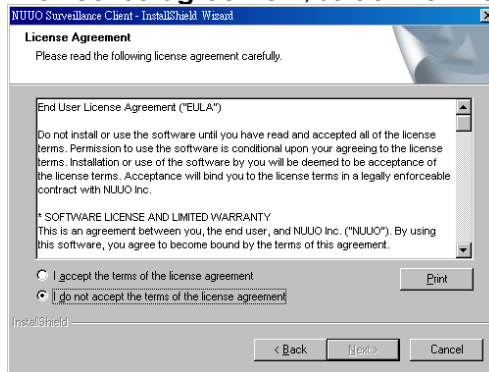 NUUO Surveillance Client - InstallShield Wizard
License Agreement
Please read the following license agreement carefully.
End User License Agreement ("EULA")
Do not install or use the software until you have read and accepted all of the license
terms. Permission to use the software is conditional upon your agreeing to the license
terms. Installation or use of the software by you will be deemed to be acceptance of
the license terms. Acceptance will bind you to the license terms in a legally enforceable
contract with NUUO Inc.
* SOFTWARE LICENSE AND LIMITED WARRANTY
This is an agreement between you, the end user, and NUUO Inc. ("NUUO"). By using
this software, you agree to become bound by the terms of this agreement.
I accept the terms of the license agreement
Print
I do not accept the terms of the license agreement
InstallShield
< Back
Next >
Cancel